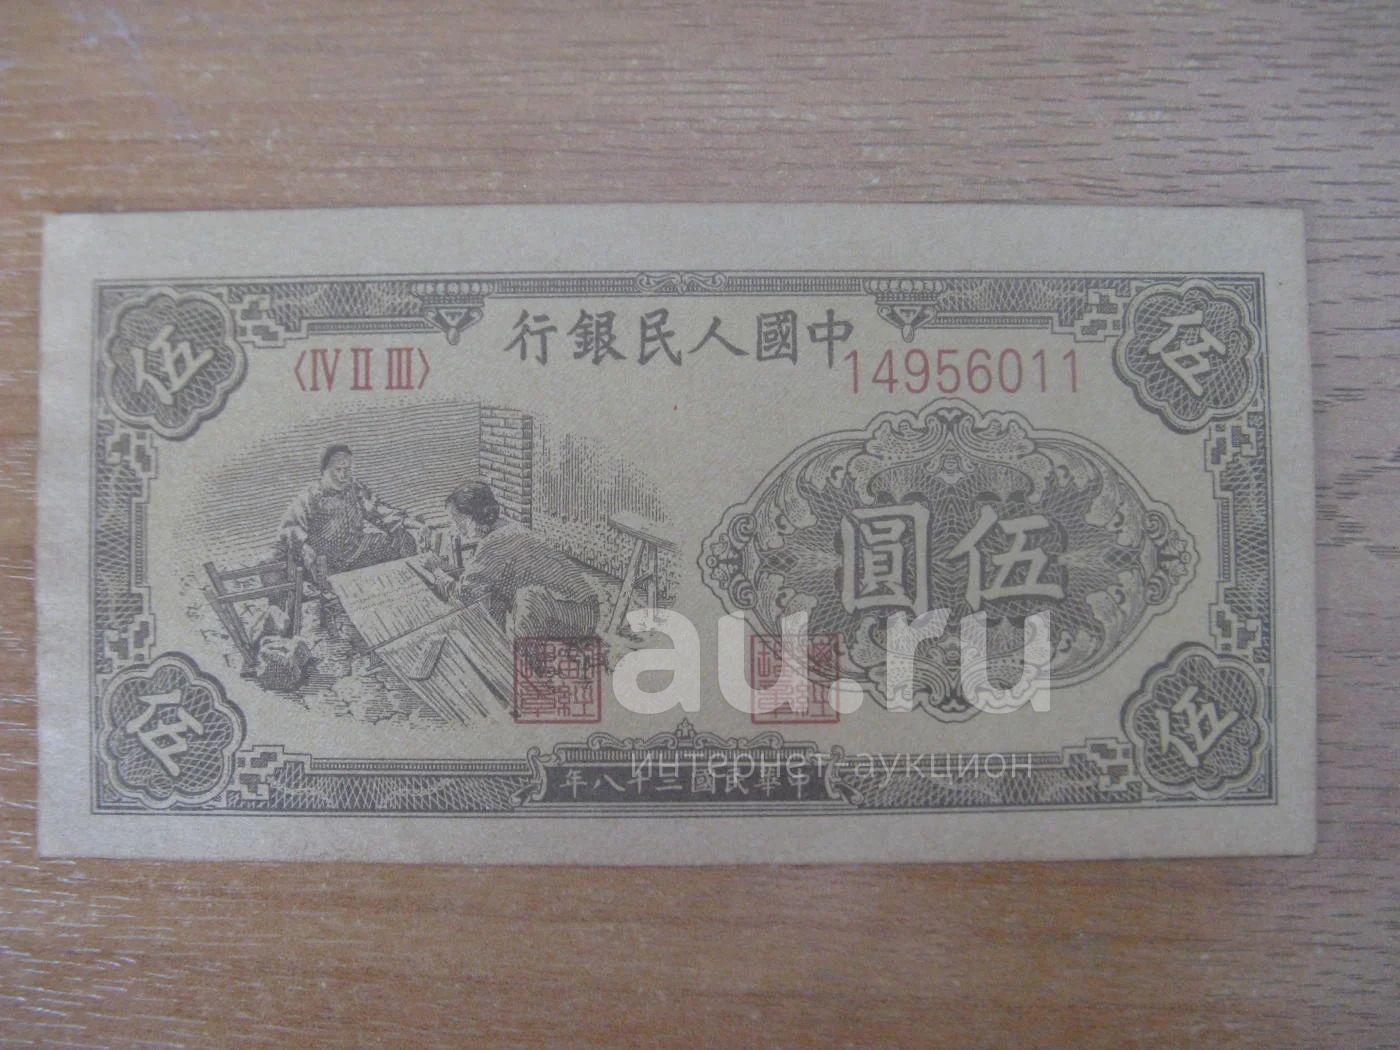 中國人民銀行
伍
伍
〈IV II III〉
14956011
伍圓
au.ru
интернет-аукцион
伍
伍
中華民國三十八年